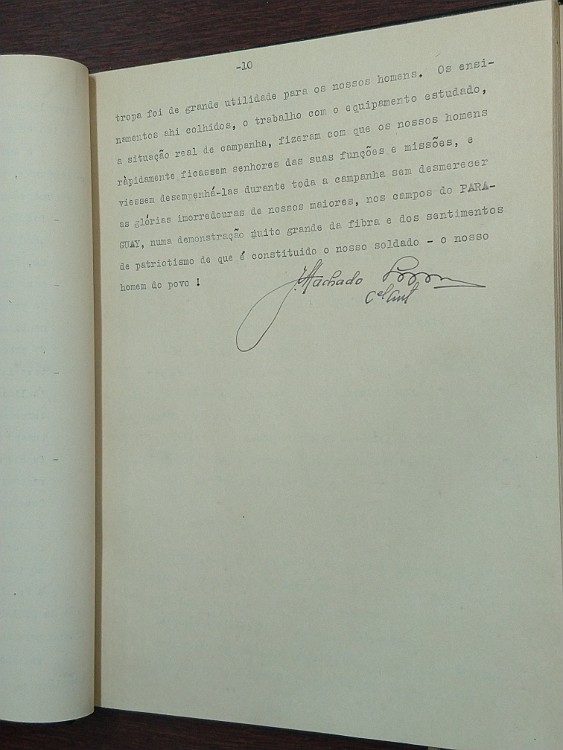 -10
tropa foi de grande utilidade para os nossos homens. Os ensi-
namentos ahi colhidos, o trabalho com o equipamento estudado,
a situação real de campanha, fizeram com que os nossos homens
rápidamente ficassem senhores das suas funções e missões, e
viessem desempenhá-las durante toda a campanha sem desmerecer
as glórias imorredouras de nossos maiores, nos campos do PARA-
GUAY, numa demonstração muito grande da fibra e dos sentimentos
de patriotismo de que é constituido o nosso soldado - o nosso
homem do povo !
J. Machado